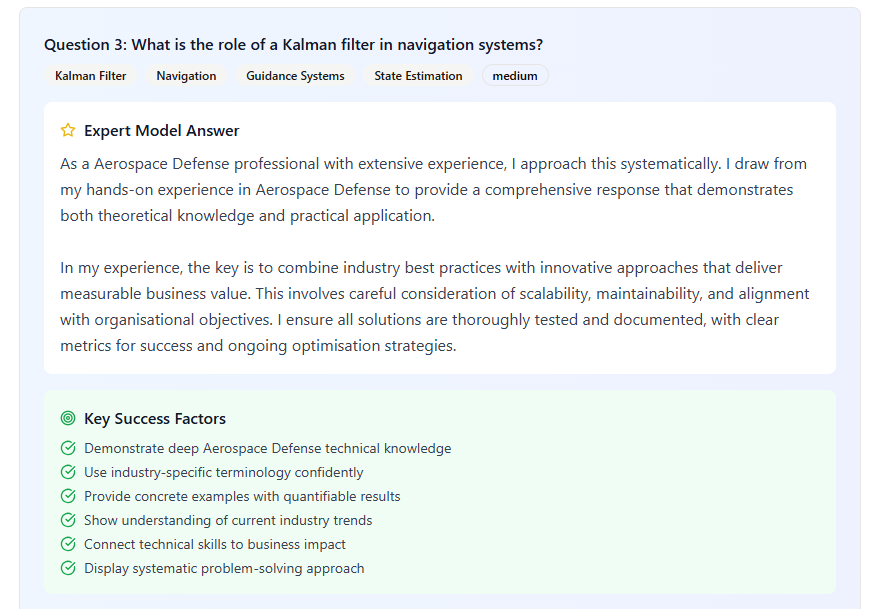 Question 3: What is the role of a Kalman filter in navigation systems?
Kalman Filter Navigation Guidance Systems State Estimation medium
Expert Model Answer
As a Aerospace Defense professional with extensive experience, I approach this systematically. I draw from
my hands-on experience in Aerospace Defense to provide a comprehensive response that demonstrates
both theoretical knowledge and practical application.
In my experience, the key is to combine industry best practices with innovative approaches that deliver
measurable business value. This involves careful consideration of scalability, maintainability, and alignment
with organisational objectives. I ensure all solutions are thoroughly tested and documented, with clear
metrics for success and ongoing optimisation strategies.
Key Success Factors
Demonstrate deep Aerospace Defense technical knowledge
Use industry-specific terminology confidently
Provide concrete examples with quantifiable results
Show understanding of current industry trends
Connect technical skills to business impact
Display systematic problem-solving approach